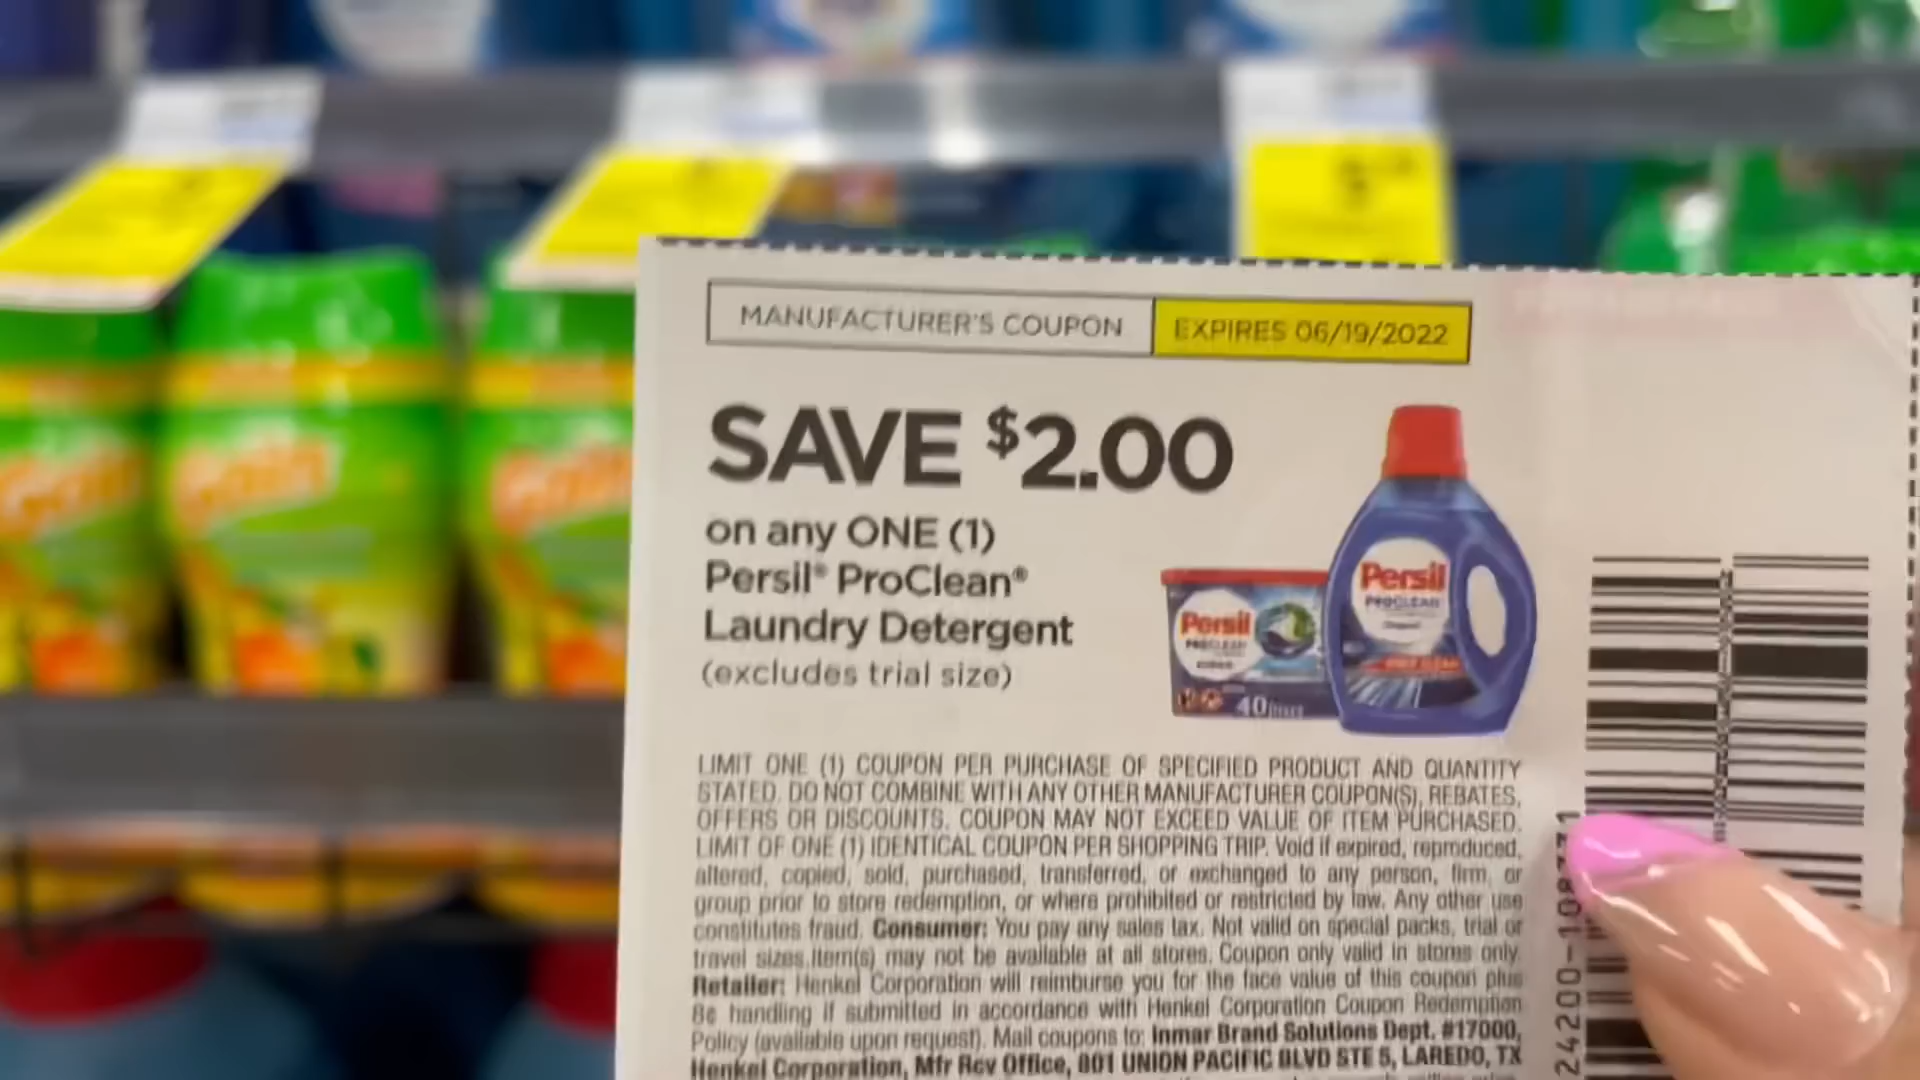 MANUFACTURER'S COUPON
EXPIRES 06/19/2022
SAVE $2.00
on any ONE (1)
Persil® ProClean®
Laundry Detergent
(excludes trial size)
Persil
PROCLEAN
Persil
PROCLEAN
40
LIMIT ONE (1) COUPON PER PURCHASE OF SPECIFIED PRODUCT AND QUANTITY
STATED. DO NOT COMBINE WITH ANY OTHER MANUFACTURER COUPON(S), REBATES,
OFFERS OR DISCOUNTS. COUPON MAY NOT EXCEED VALUE OF ITEM PURCHASED.
LIMIT OF ONE (1) IDENTICAL COUPON PER SHOPPING TRIP. Void if expired, reproduced,
altered, copied, sold, purchased, transferred, or exchanged to any person, firm, or
group prior to store redemption, or where prohibited or restricted by law. Any other use
constitutes fraud. Consumer: You pay any sales tax. Not valid on special packs, trial or
travel sizes.Item(s) may not be available at all stores. Coupon only valid in stores only.
Retailer: Henkel Corporation will reimburse you for the face value of this coupon plus
8¢ handling if submitted in accordance with Henkel Corporation Coupon Redemption
Policy (available upon request). Mail coupons to: Inmar Brand Solutions Dept. #17000,
Henkel Corporation, Mfr Rcv Office, 801 UNION PACIFIC BLVD STE 5, LAREDO, TX
Gain
Gain
Gain